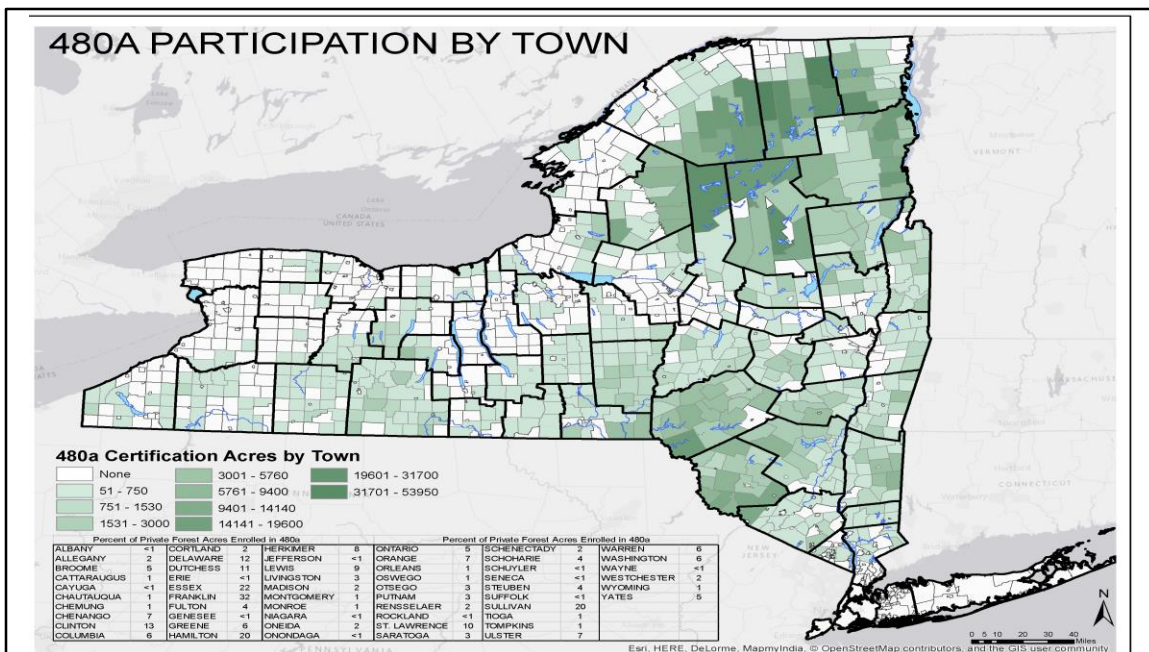 480A PARTICIPATION BY TOWN
CANADA
VERMONT
Lake
Ontario
CANADA
UNITED STATES
MASSACHUSETTS
CONNECTICUT
NEW
JERSEY
PENNSYLVANIA
480a Certification Acres by Town
None
51 - 750
751 - 1530
1531 - 3000
3001 - 5760
5761 - 9400
9401 - 14140
14141 - 19600
19601 - 31700
31701 - 53950
Percent of Private Forest Acres Enrolled in 480a Percent of Private Forest Acres Enrolled in 480a
ALBANY <1 CORTLAND 2 HERKIMER 8 ONTARIO 5 SCHENECTADY 2 WARREN 6
ALLEGANY 2 DELAWARE 12 JEFFERSON <1 ORANGE 7 SCHOHARIE 4 WASHINGTON 6
BROOME 5 DUTCHESS 11 LEWIS 9 ORLEANS 1 SCHUYLER <1 WAYNE <1
CATTARAUGUS 1 ERIE <1 LIVINGSTON 3 OSWEGO 1 SENECA <1 WESTCHESTER 2
CAYUGA <1 ESSEX 22 MADISON 2 OTSEGO 3 STEUBEN 4 WYOMING 1
CHAUTAUQUA 1 FRANKLIN 32 MONTGOMERY 1 PUTNAM 3 SUFFOLK <1 YATES 5
CHEMUNG 1 FULTON 4 MONROE 1 RENSSELAER 2 SULLIVAN 20
CHENANGO 7 GENESEE <1 NIAGARA <1 ROCKLAND <1 TIOGA 1
CLINTON 13 GREENE 6 ONEIDA 2 ST. LAWRENCE 10 TOMPKINS 1
COLUMBIA 6 HAMILTON 20 ONONDAGA <1 SARATOGA 3 ULSTER 7
N
0 5 10 20 30 40
Miles
Esri, HERE, DeLorme, MapmyIndia, © OpenStreetMap contributors, and the GIS user community